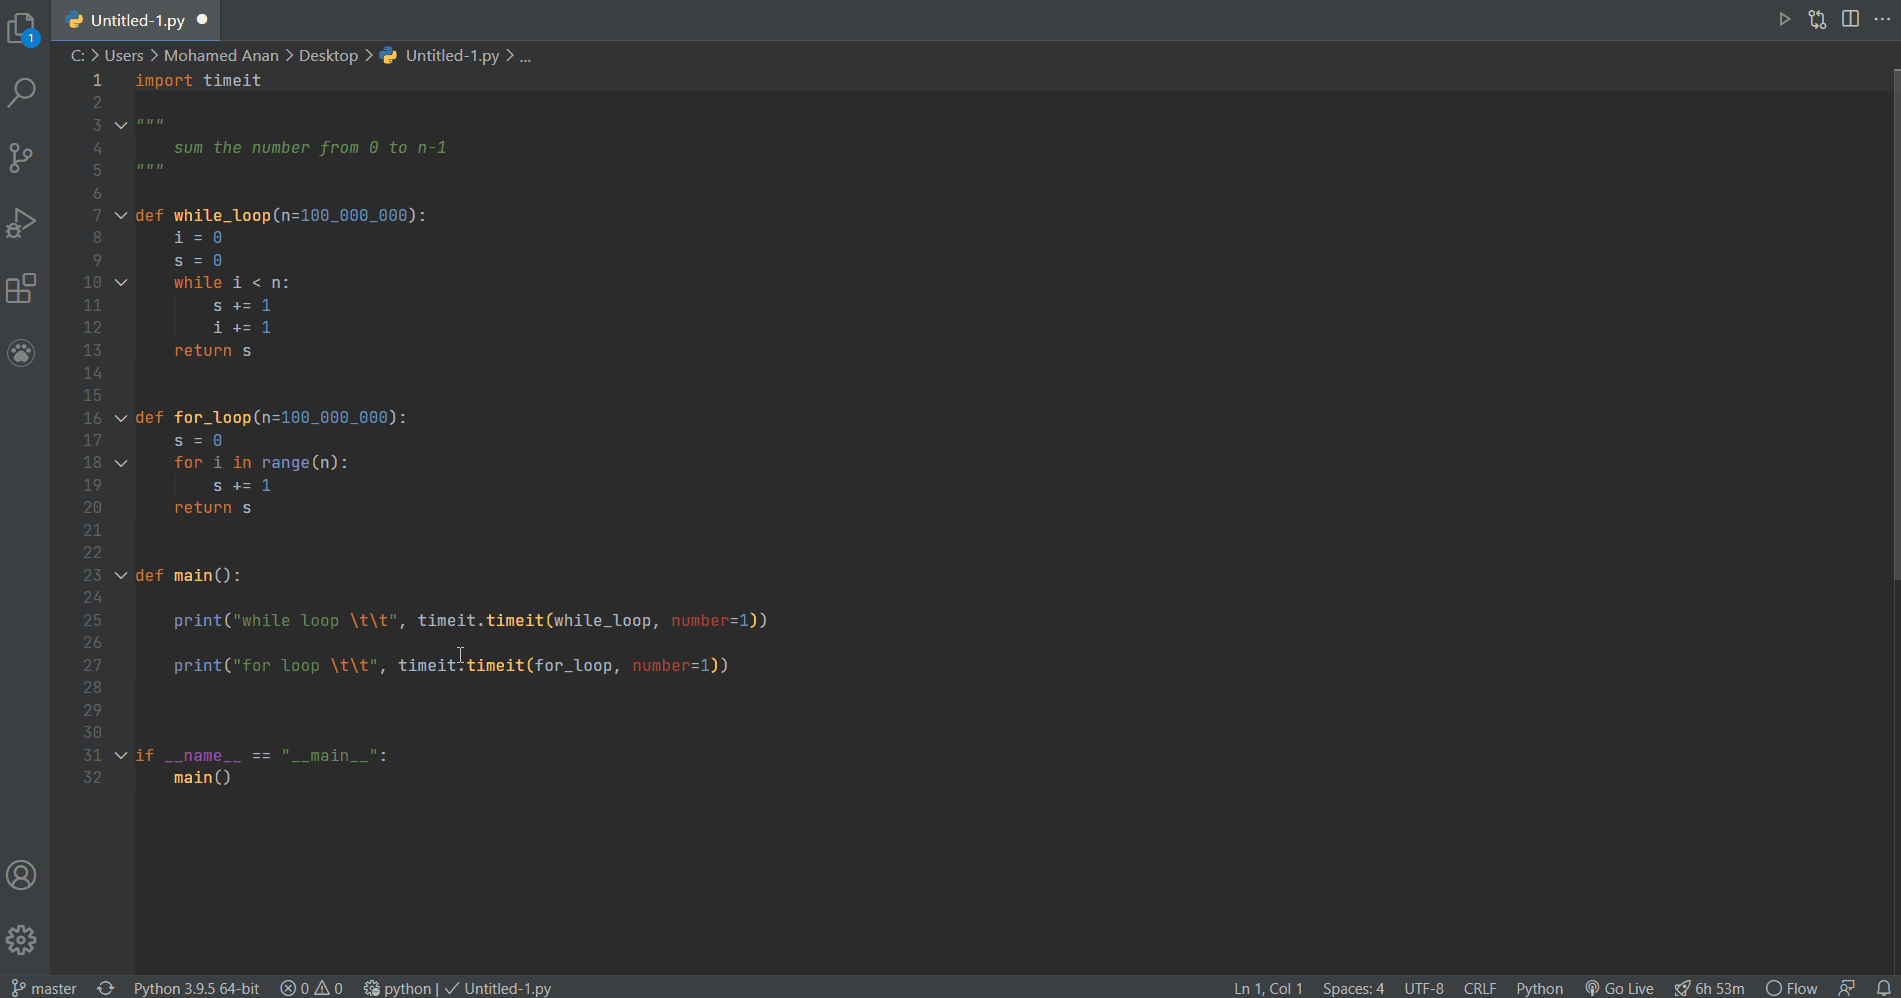 Untitled-1.py
1
C: > Users > Mohamed Anan > Desktop > Untitled-1.py > ...
1 import timeit
2
3 """
4     sum the number from 0 to n-1
5 """
6
7 def while_loop(n=100_000_000):
8     i = 0
9     s = 0
10     while i < n:
11         s += 1
12         i += 1
13     return s
14
15
16 def for_loop(n=100_000_000):
17     s = 0
18     for i in range(n):
19         s += 1
20     return s
21
22
23 def main():
24
25     print("while loop \t\t", timeit.timeit(while_loop, number=1))
26
27     print("for loop \t\t", timeit.timeit(for_loop, number=1))
28
29
30
31 if __name__ == "__main__":
32     main()
master Python 3.9.5 64-bit 0 0 python | ✓ Untitled-1.py Ln 1, Col 1 Spaces: 4 UTF-8 CRLF Python Go Live 6h 53m Flow